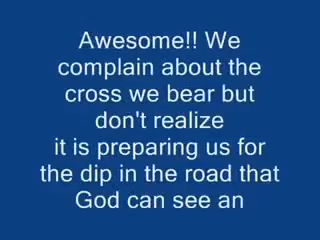 Awesome!! We
complain about the
cross we bear but
don't realize
it is preparing us for
the dip in the road that
God can see an